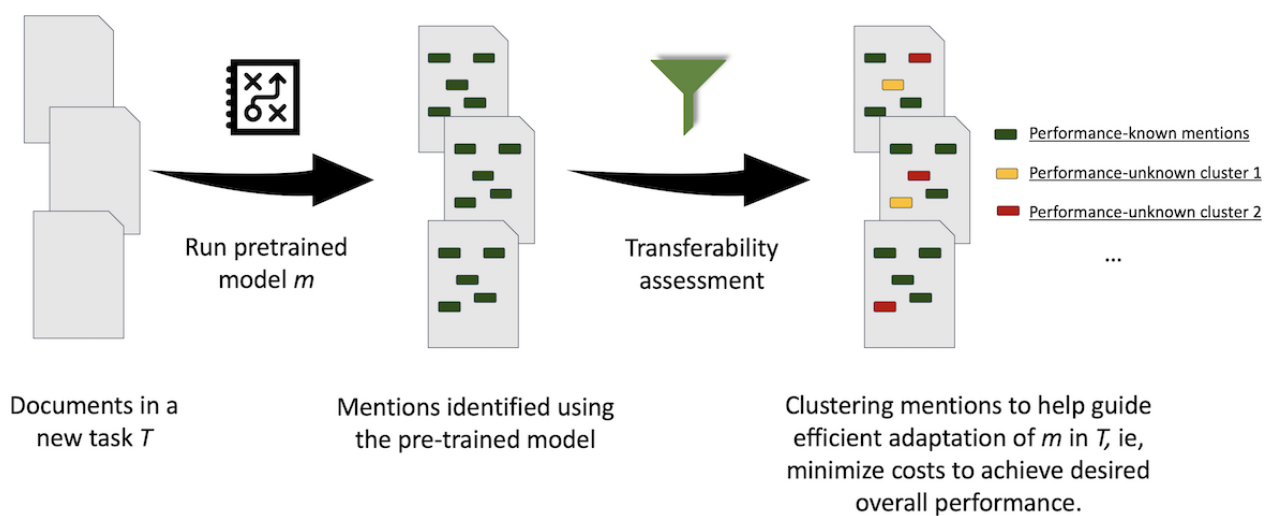 Run pretrained
model m
Transferability
assessment
Performance-known mentions
Performance-unknown cluster 1
Performance-unknown cluster 2
...
Documents in a
new task T
Mentions identified using
the pre-trained model
Clustering mentions to help guide
efficient adaptation of m in T, ie,
minimize costs to achieve desired
overall performance.